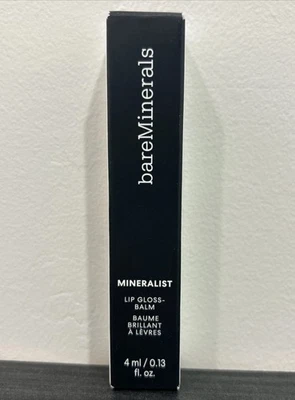 bareMinerals
MINERALIST
LIP GLOSS-
BALM
BAUME
BRILLANT
À LÈVRES
4 ml / 0.13
fl. oz.